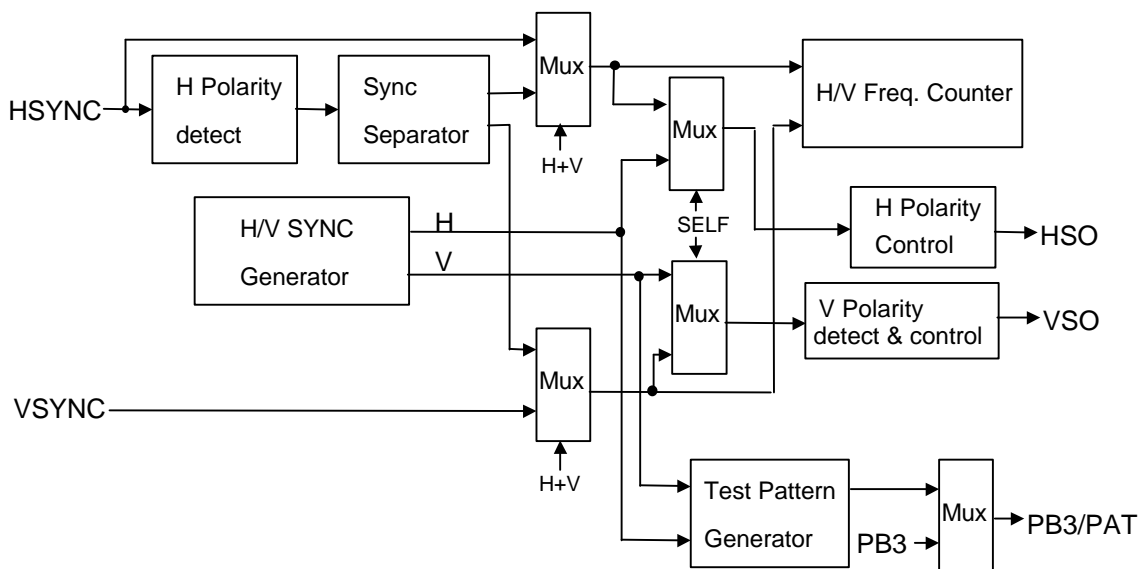 Mux
H Polarity
detect
Sync
Separator
H/V Freq. Counter
HSYNC
Mux
H+V
H/V SYNC
Generator
H
V
SELF
H Polarity
Control
HSO
Mux
V Polarity
detect & control
VSO
Mux
VSYNC
H+V
Test Pattern
Generator
PB3
Mux
PB3/PAT